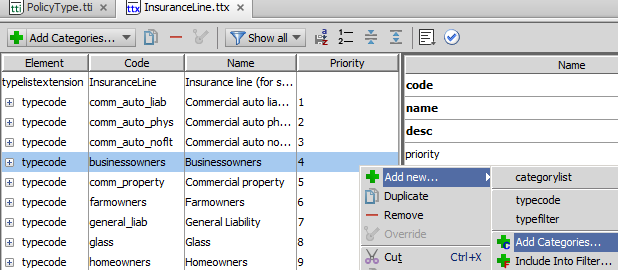 PolicyType.tti InsuranceLine.ttx
Add Categories... Show all
Element Code Name Priority Name
typelistextension InsuranceLine Insurance line (for s... code
typecode comm_auto_liab Commercial auto lia... 1 name
typecode comm_auto_phys Commercial auto ph... 2 desc
typecode comm_auto_noflt Commercial auto no... 3
typecode businessowners Businessowners 4 priority
typecode comm_property Commercial property 5 Add new... categorylist
typecode farmowners Farmowners 6 Duplicate typecode
typecode general_liab General Liability 7 Remove typefilter
typecode glass Glass 8 Override Add Categories...
typecode homeowners Homeowners 9 Cut Ctrl+X Include Into Filter...